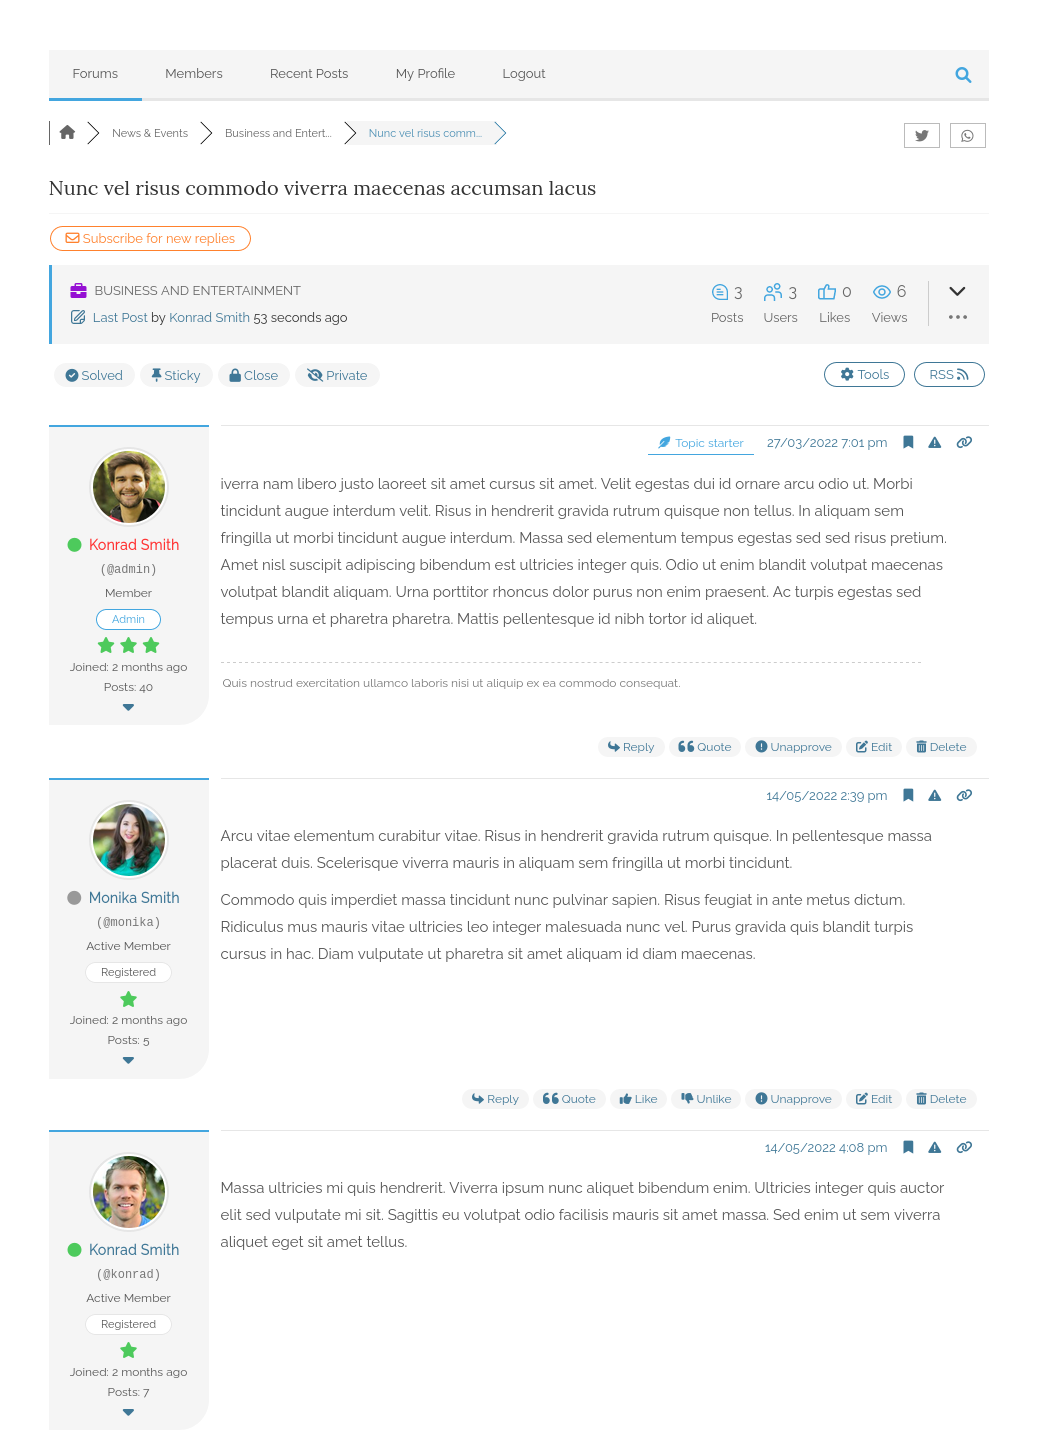 Forums Members Recent Posts My Profile Logout
News & Events Business and Entert... Nunc vel risus comm...
Nunc vel risus commodo viverra maecenas accumsan lacus
Subscribe for new replies
BUSINESS AND ENTERTAINMENT
Last Post by Konrad Smith 53 seconds ago
3 3 0 6
Posts Users Likes Views
Solved Sticky Close Private
Tools RSS
Topic starter 27/03/2022 7:01 pm
Konrad Smith
(@admin)
Member
Admin
Joined: 2 months ago
Posts: 40
iverra nam libero justo laoreet sit amet cursus sit amet. Velit egestas dui id ornare arcu odio ut. Morbi
tincidunt augue interdum velit. Risus in hendrerit gravida rutrum quisque non tellus. In aliquam sem
fringilla ut morbi tincidunt augue interdum. Massa sed elementum tempus egestas sed sed risus pretium.
Amet nisl suscipit adipiscing bibendum est ultricies integer quis. Odio ut enim blandit volutpat maecenas
volutpat blandit aliquam. Urna porttitor rhoncus dolor purus non enim praesent. Ac turpis egestas sed
tempus urna et pharetra pharetra. Mattis pellentesque id nibh tortor id aliquet.
Quis nostrud exercitation ullamco laboris nisi ut aliquip ex ea commodo consequat.
Reply Quote Unapprove Edit Delete
14/05/2022 2:39 pm
Monika Smith
(@monika)
Active Member
Registered
Joined: 2 months ago
Posts: 5
Arcu vitae elementum curabitur vitae. Risus in hendrerit gravida rutrum quisque. In pellentesque massa
placerat duis. Scelerisque viverra mauris in aliquam sem fringilla ut morbi tincidunt.
Commodo quis imperdiet massa tincidunt nunc pulvinar sapien. Risus feugiat in ante metus dictum.
Ridiculus mus mauris vitae ultricies leo integer malesuada nunc vel. Purus gravida quis blandit turpis
cursus in hac. Diam vulputate ut pharetra sit amet aliquam id diam maecenas.
Reply Quote Like Unlike Unapprove Edit Delete
14/05/2022 4:08 pm
Konrad Smith
(@konrad)
Active Member
Registered
Joined: 2 months ago
Posts: 7
Massa ultricies mi quis hendrerit. Viverra ipsum nunc aliquet bibendum enim. Ultricies integer quis auctor
elit sed vulputate mi sit. Sagittis eu volutpat odio facilisis mauris sit amet massa. Sed enim ut sem viverra
aliquet eget sit amet tellus.